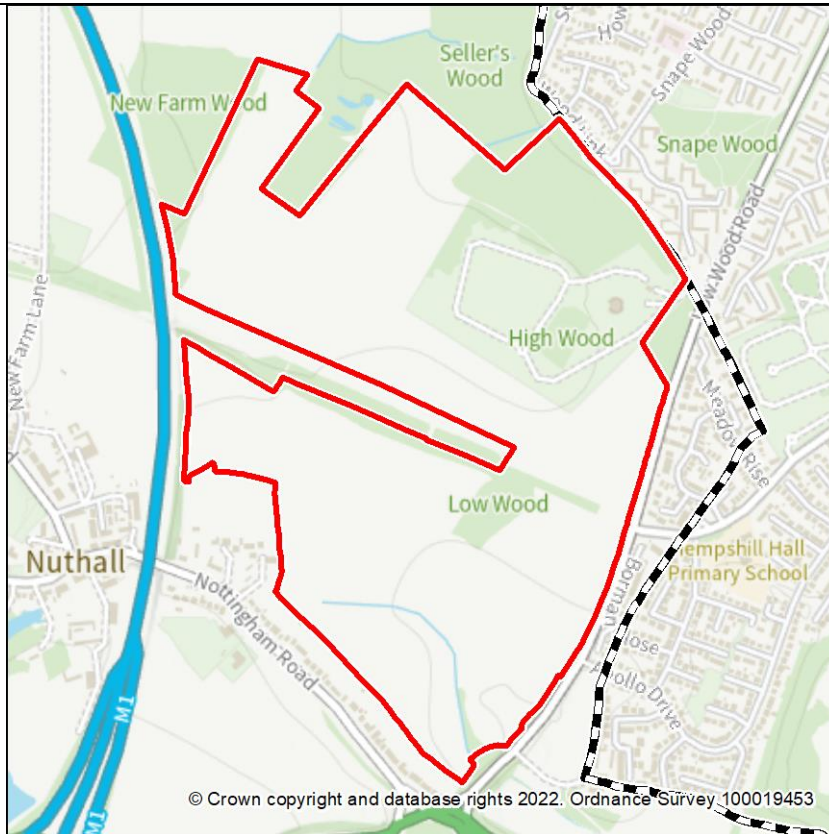 Seller's
Wood
New Farm Wood
Snape Wood
Snape Wood
New Farm Lane
High Wood
Meadow Rise
Low Wood
Hempshill Hall
Primary School
Nuthall
Nottingham Road
Apollo Drive
M1
M1
© Crown copyright and database rights 2022. Ordnance Survey 100019453